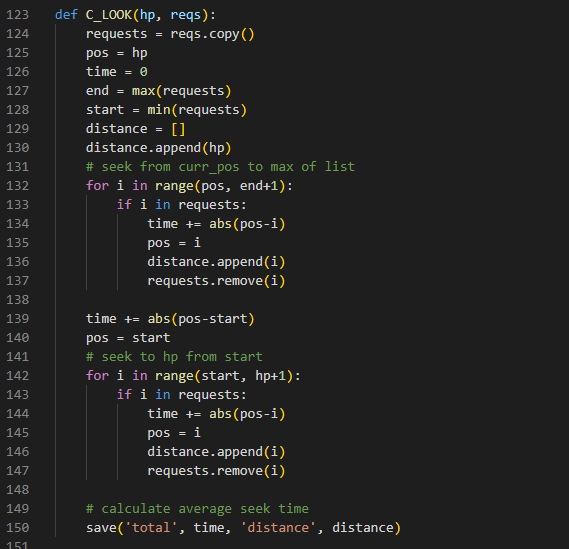 123 def C_LOOK(hp, reqs):
124     requests = reqs.copy()
125     pos = hp
126     time = 0
127     end = max(requests)
128     start = min(requests)
129     distance = []
130     distance.append(hp)
131     # seek from curr_pos to max of list
132     for i in range(pos, end+1):
133         if i in requests:
134             time += abs(pos-i)
135             pos = i
136             distance.append(i)
137             requests.remove(i)
138
139     time += abs(pos-start)
140     pos = start
141     # seek to hp from start
142     for i in range(start, hp+1):
143         if i in requests:
144             time += abs(pos-i)
145             pos = i
146             distance.append(i)
147             requests.remove(i)
148
149     # calculate average seek time
150     save('total', time, 'distance', distance)
151